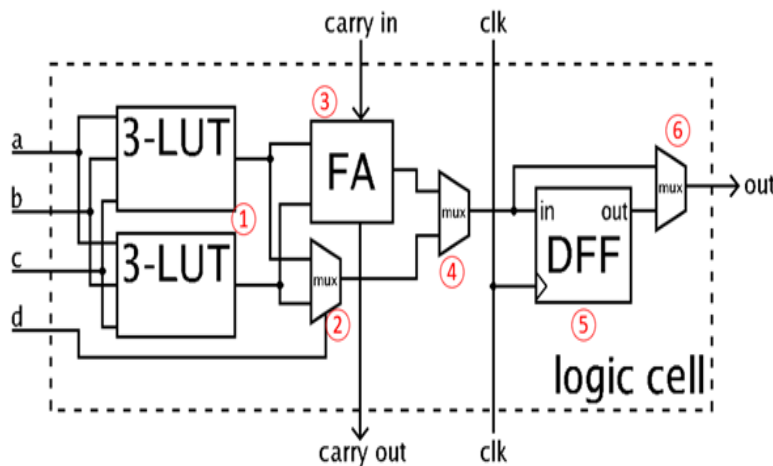 carry in
clk
a
b
c
d
3-LUT
3-LUT
①
③
FA
mux
②
mux
④
in
out
DFF
⑤
mux
⑥
out
logic cell
carry out
clk